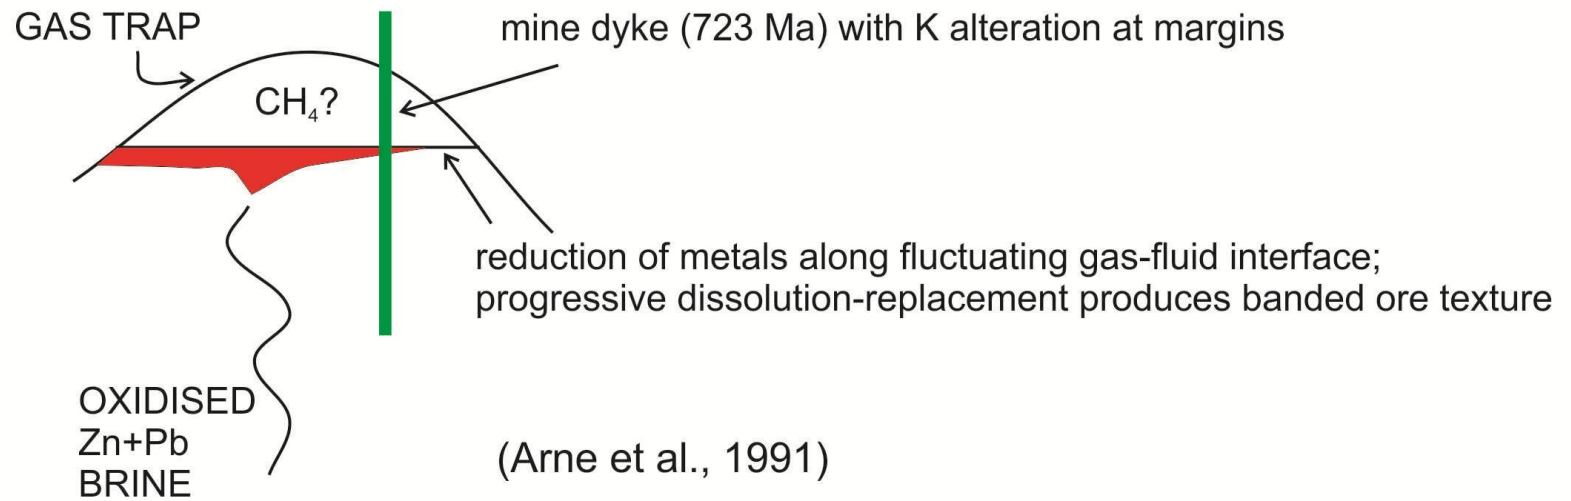 GAS TRAP
mine dyke (723 Ma) with K alteration at margins
CH₄?
reduction of metals along fluctuating gas-fluid interface;
progressive dissolution-replacement produces banded ore texture
OXIDISED
Zn+Pb
BRINE
(Arne et al., 1991)